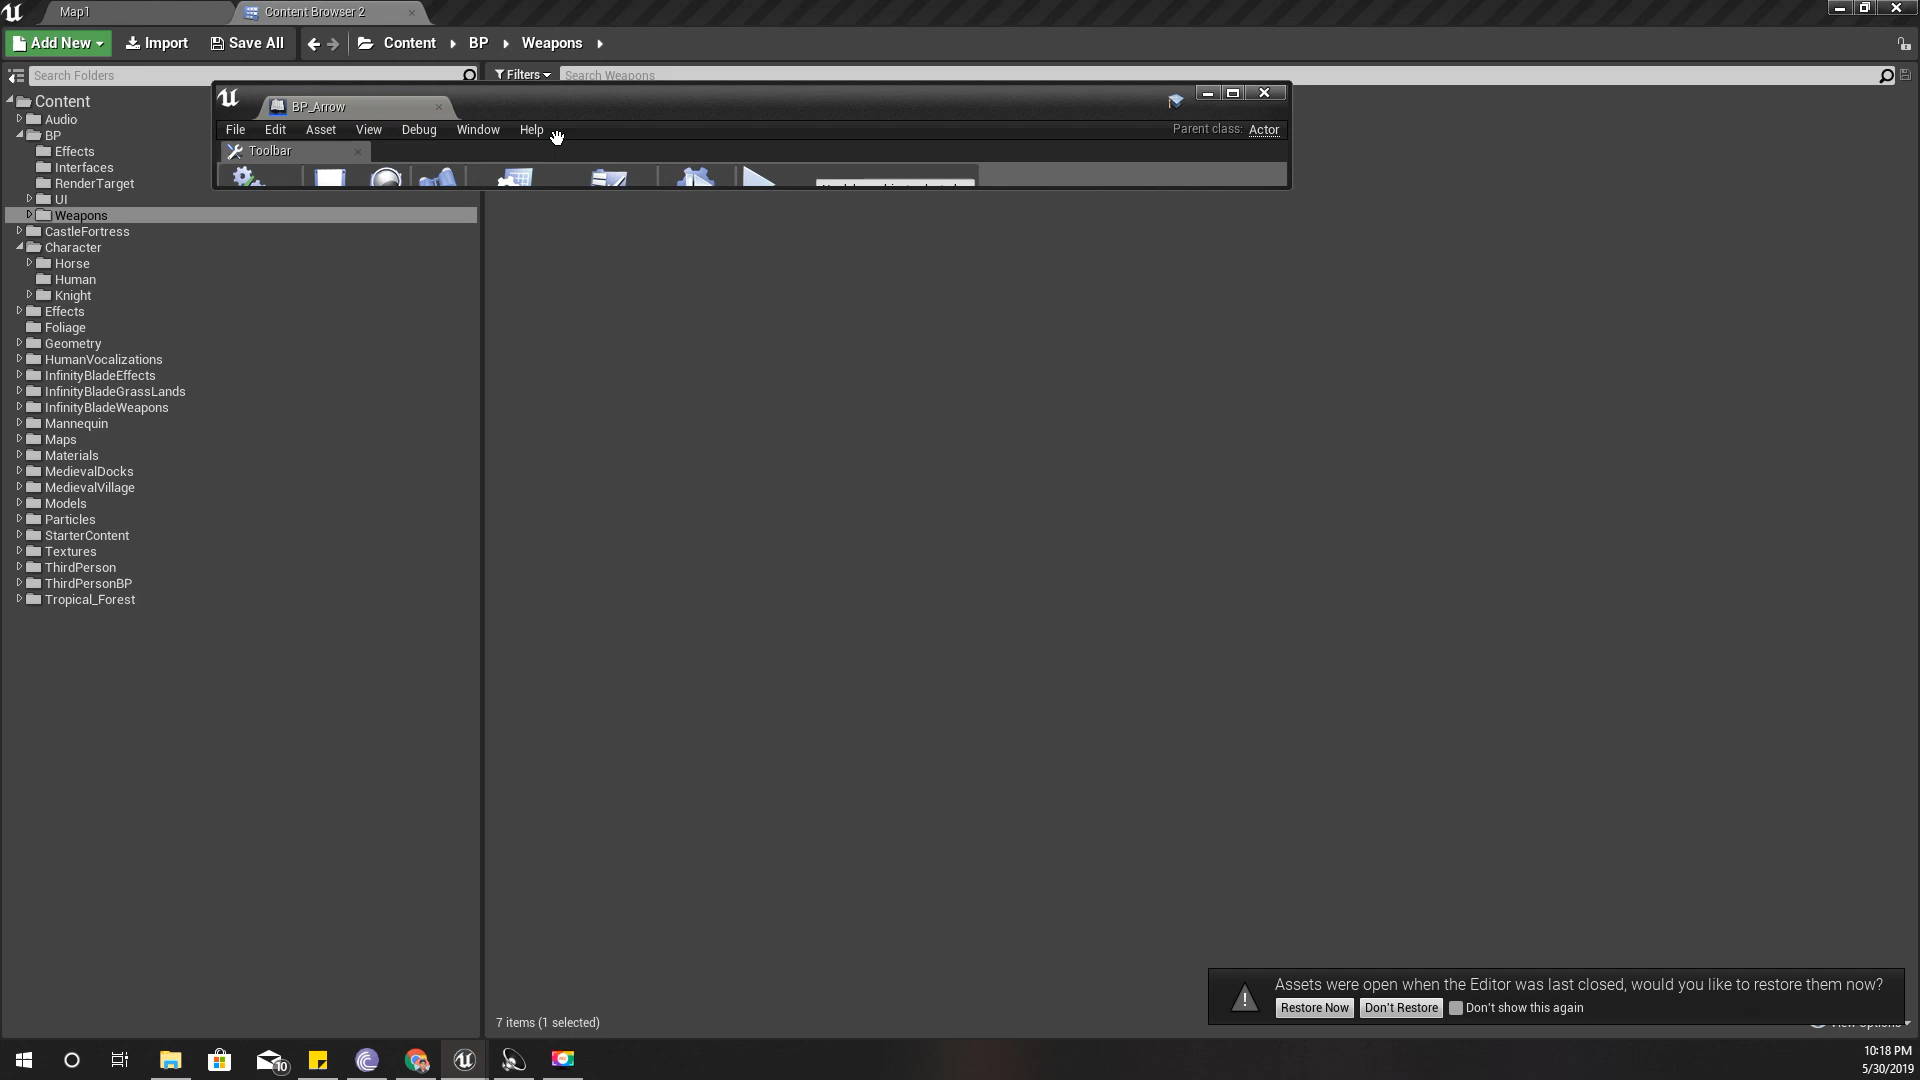 Map1
Content Browser 2
Add New
Import
Save All
Content
BP
Weapons
Search Folders
Filters
Search Weapons
BP_Arrow
File
Edit
Asset
View
Debug
Window
Help
Parent class: Actor
Toolbar
Content
Audio
BP
Effects
Interfaces
RenderTarget
UI
Weapons
CastleFortress
Character
Horse
Human
Knight
Effects
Foliage
Geometry
HumanVocalizations
InfinityBladeEffects
InfinityBladeGrassLands
InfinityBladeWeapons
Mannequin
Maps
Materials
MedievalDocks
MedievalVillage
Models
Particles
StarterContent
Textures
ThirdPerson
ThirdPersonBP
Tropical_Forest
Assets were open when the Editor was last closed, would you like to restore them now?
Restore Now
Don't Restore
Don't show this again
7 items (1 selected)
View Options
10
10:18 PM
5/30/2019